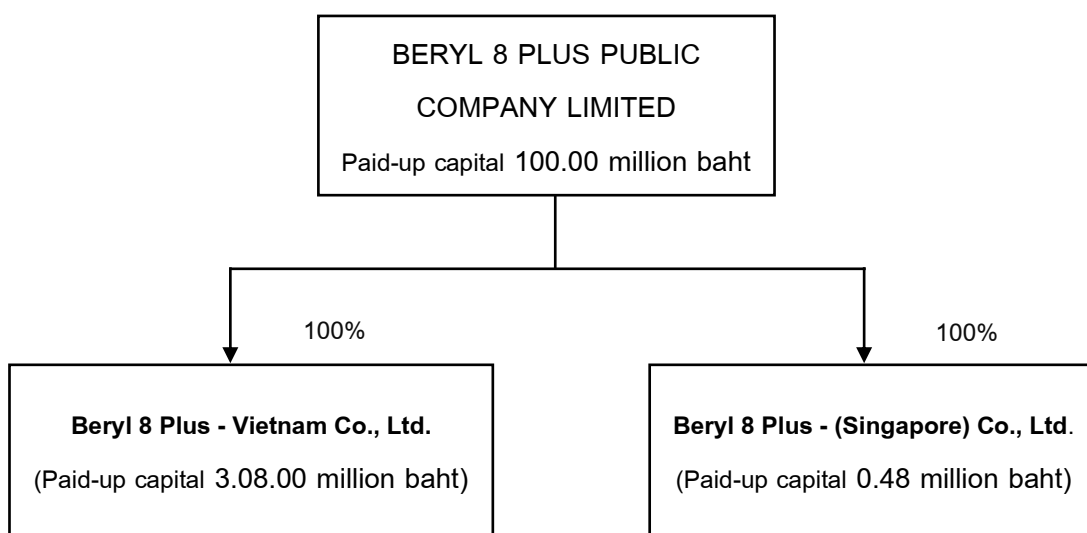 BERYL 8 PLUS PUBLIC
COMPANY LIMITED
Paid-up capital 100.00 million baht
100%
100%
Beryl 8 Plus - Vietnam Co., Ltd.
(Paid-up capital 3.08.00 million baht)
Beryl 8 Plus - (Singapore) Co., Ltd.
(Paid-up capital 0.48 million baht)